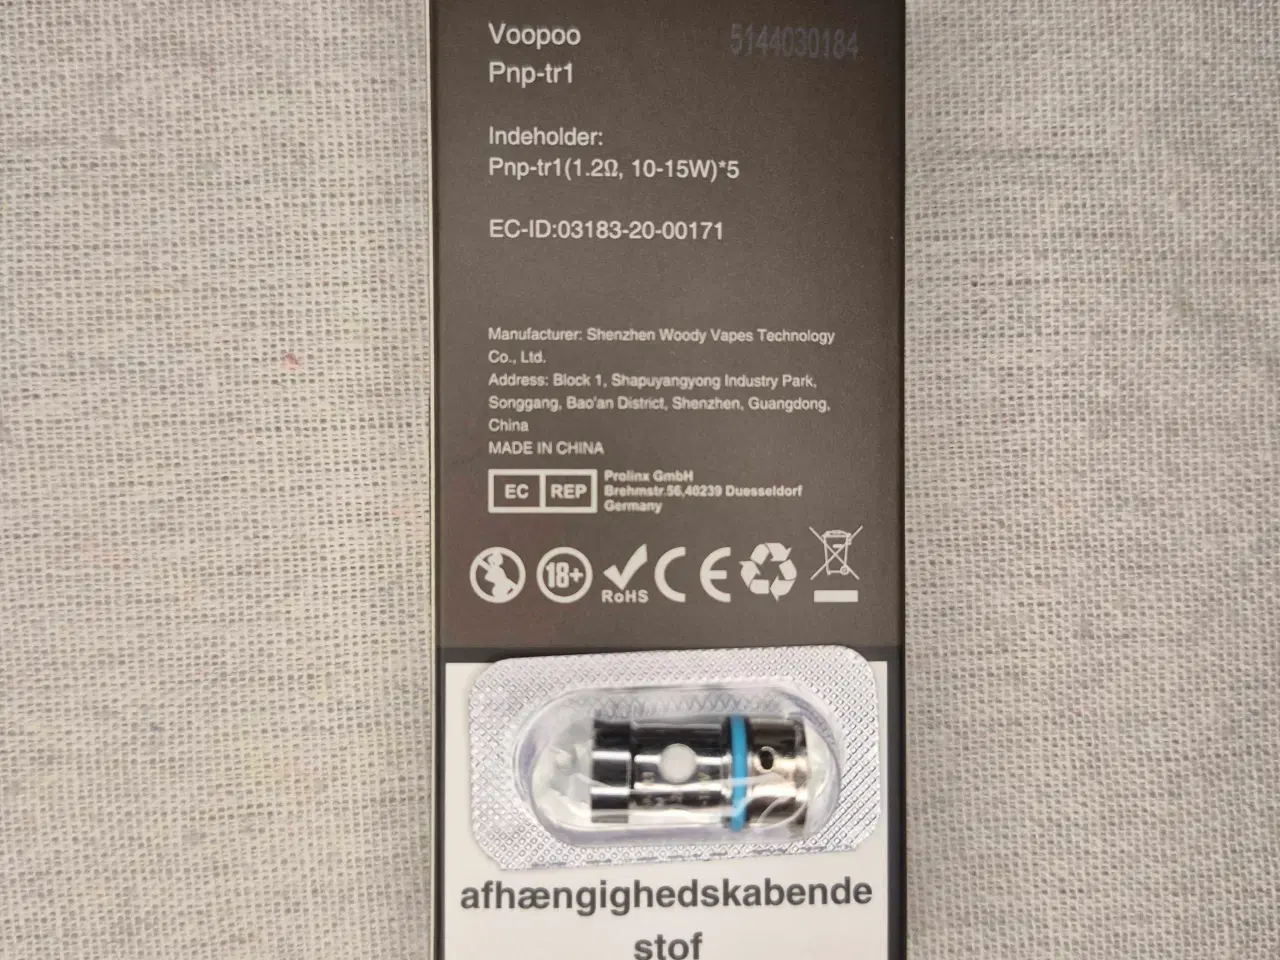 Voopoo
5144030184
Pnp-tr1
Indeholder:
Pnp-tr1(1.2Ω, 10-15W)*5
EC-ID:03183-20-00171
Manufacturer: Shenzhen Woody Vapes Technology
Co., Ltd.
Address: Block 1, Shapuyangyong Industry Park,
Songgang, Bao'an District, Shenzhen, Guangdong,
China
MADE IN CHINA
EC REP
Prolinx GmbH
Brehmstr.56,40239 Duesseldorf
Germany
18+
RoHS
CE
afhængighedskabende
stof